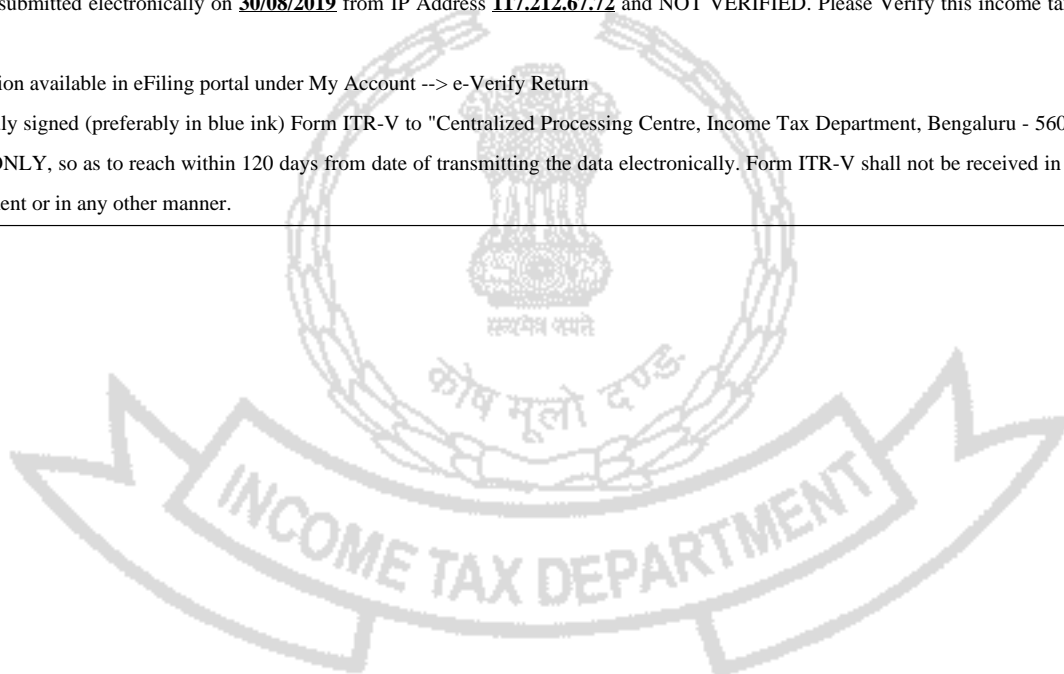 submitted electronically on 30/08/2019 from IP Address 117.212.67.72 and NOT VERIFIED. Please Verify this income ta
ion available in eFiling portal under My Account --> e-Verify Return
ly signed (preferably in blue ink) Form ITR-V to "Centralized Processing Centre, Income Tax Department, Bengaluru - 560
ONLY, so as to reach within 120 days from date of transmitting the data electronically. Form ITR-V shall not be received in
ent or in any other manner.
सत्यमेव जयते
कोष मूलो दण्ड
INCOME TAX DEPARTMENT